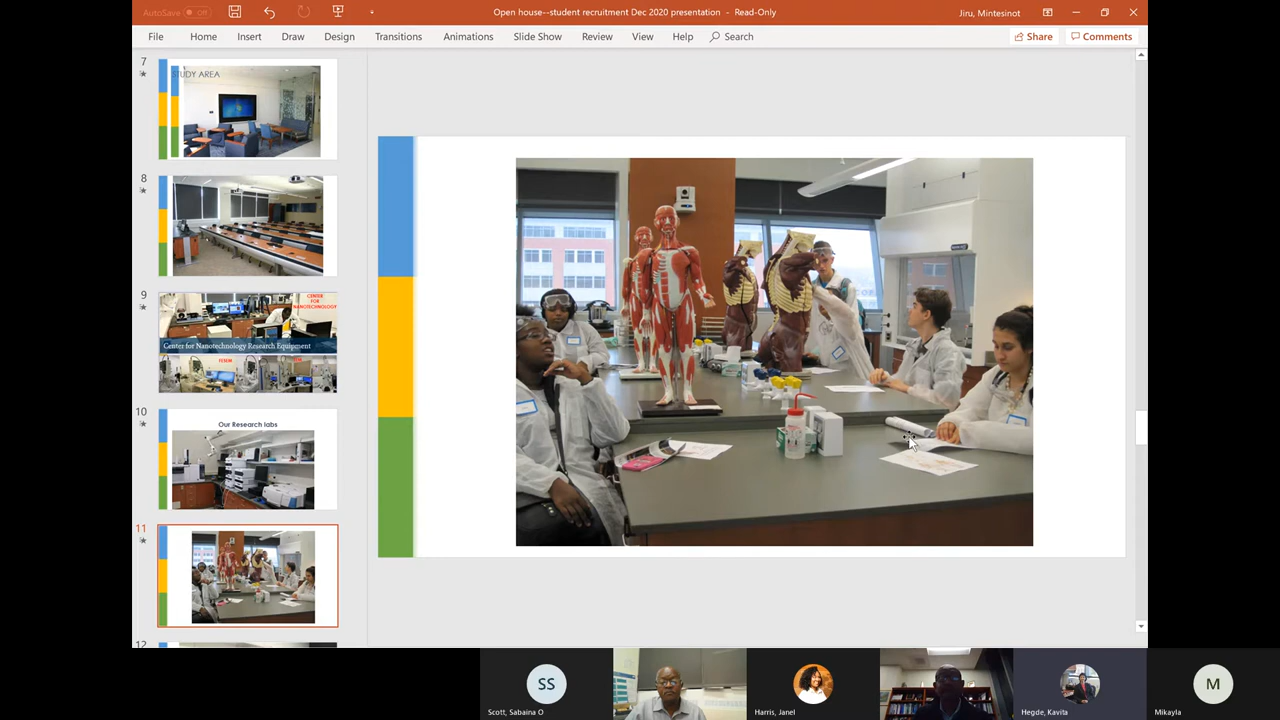 AutoSave Off
Open house--student recruitment Dec 2020 presentation - Read-Only
Jiru, Mintesinot
File Home Insert Draw Design Transitions Animations Slide Show Review View Help Search Share Comments
7
STUDY AREA
8
9
CENTER
FOR
NANOTECHNOLOGY
Center for Nanotechnology Research Equipment
10
Our Research labs
11
12
SS
Scott, Sabaina O
Harris, Janel
Hegde, Kavita
M
Mikayla